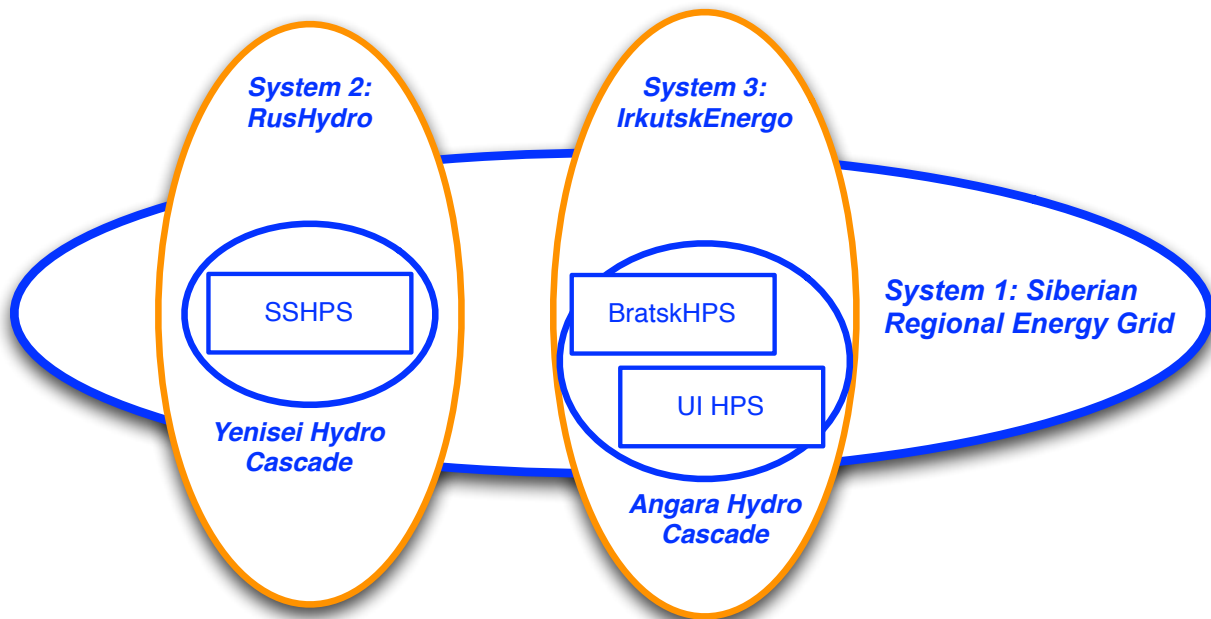 System 2:
RusHydro
System 3:
IrkutskEnergo
SSHPS
BratskHPS
System 1: Siberian
Regional Energy Grid
UI HPS
Yenisei Hydro
Cascade
Angara Hydro
Cascade